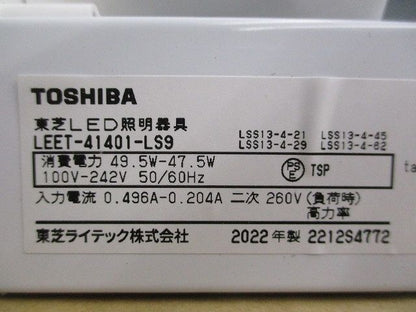 TOSHIBA
東芝LED照明器具
LEET-41401-LS9
LSS13-4-21 LSS13-4-45
LSS13-4-29 LSS13-4-62
消費電力 49.5W-47.5W
100V-242V 50/60Hz
PSE TSP
入力電流 0.496A-0.204A 二次 260V(負荷時)
高力率
東芝ライテック株式会社 2022年製 2212S4772